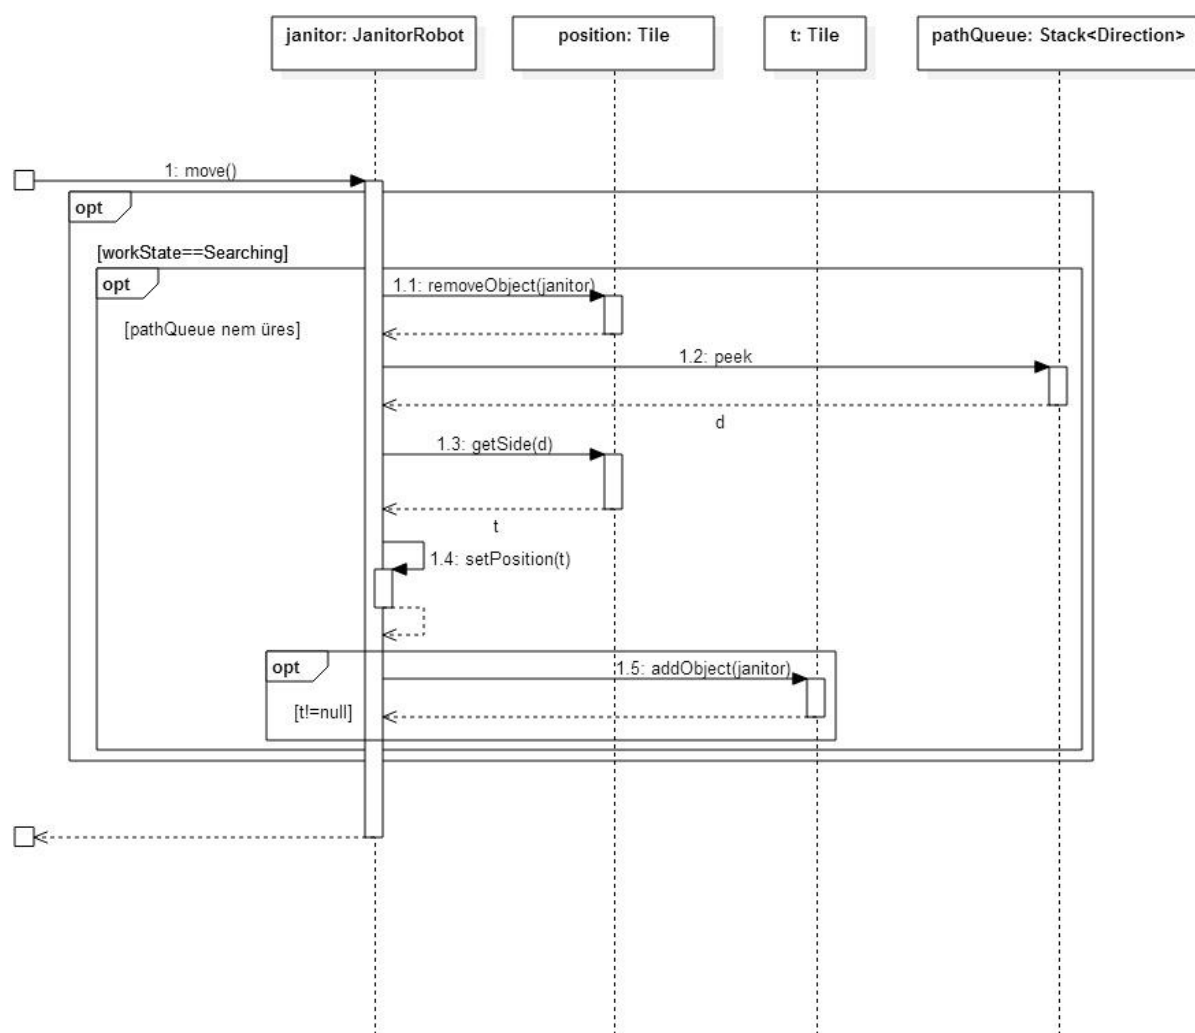 janitor: JanitorRobot
position: Tile
t: Tile
pathQueue: Stack<Direction>
1: move()
opt
[workState==Searching]
opt
1.1: removeObject(janitor)
[pathQueue nem üres]
1.2: peek
d
1.3: getSide(d)
t
1.4: setPosition(t)
opt
1.5: addObject(janitor)
[t!=null]